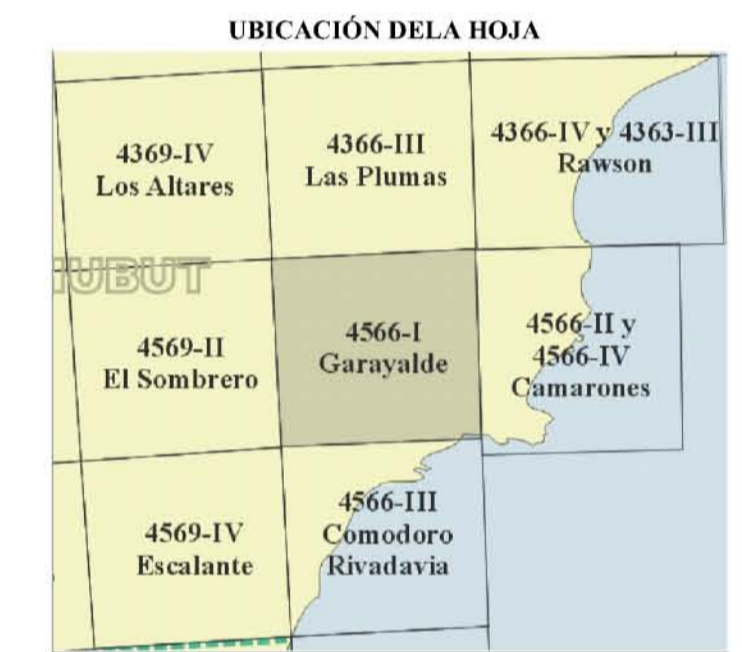 UBICACIÓN DELA HOJA
4369-IV
Los Altares
4366-III
Las Plumas
4366-IV y 4363-III
Rawson
HUBUT
4569-II
El Sombrero
4566-I
Garayalde
4566-II y
4566-IV
Camarones
4569-IV
Escalante
4566-III
Comodoro
Rivadavia